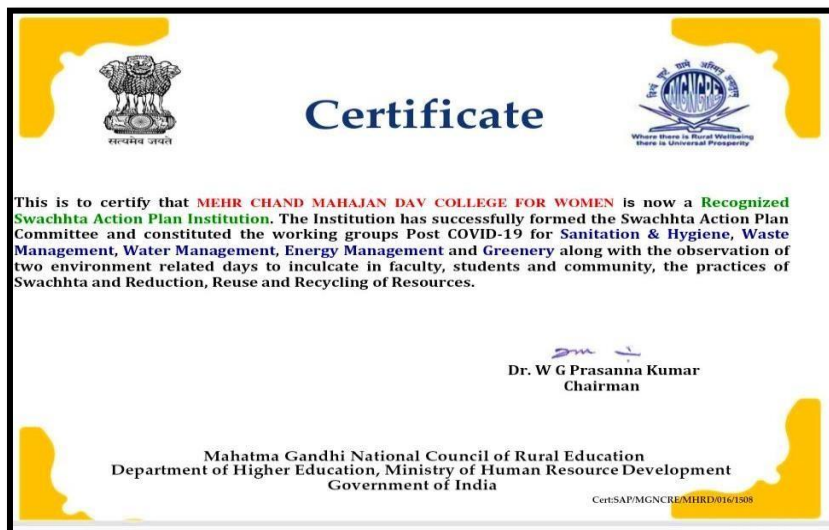 Certificate
सत्यमेव जयते
MGNCRE
Where there is Rural Wellbeing
there is Universal Prosperity
This is to certify that MEHR CHAND MAHAJAN DAV COLLEGE FOR WOMEN is now a Recognized
Swachhta Action Plan Institution. The Institution has successfully formed the Swachhta Action Plan
Committee and constituted the working groups Post COVID-19 for Sanitation & Hygiene, Waste
Management, Water Management, Energy Management and Greenery along with the observation of
two environment related days to inculcate in faculty, students and community, the practices of
Swachhta and Reduction, Reuse and Recycling of Resources.
Dr. W G Prasanna Kumar
Chairman
Mahatma Gandhi National Council of Rural Education
Department of Higher Education, Ministry of Human Resource Development
Government of India
Cert:SAP/MGNCRE/MHRD/016/1508